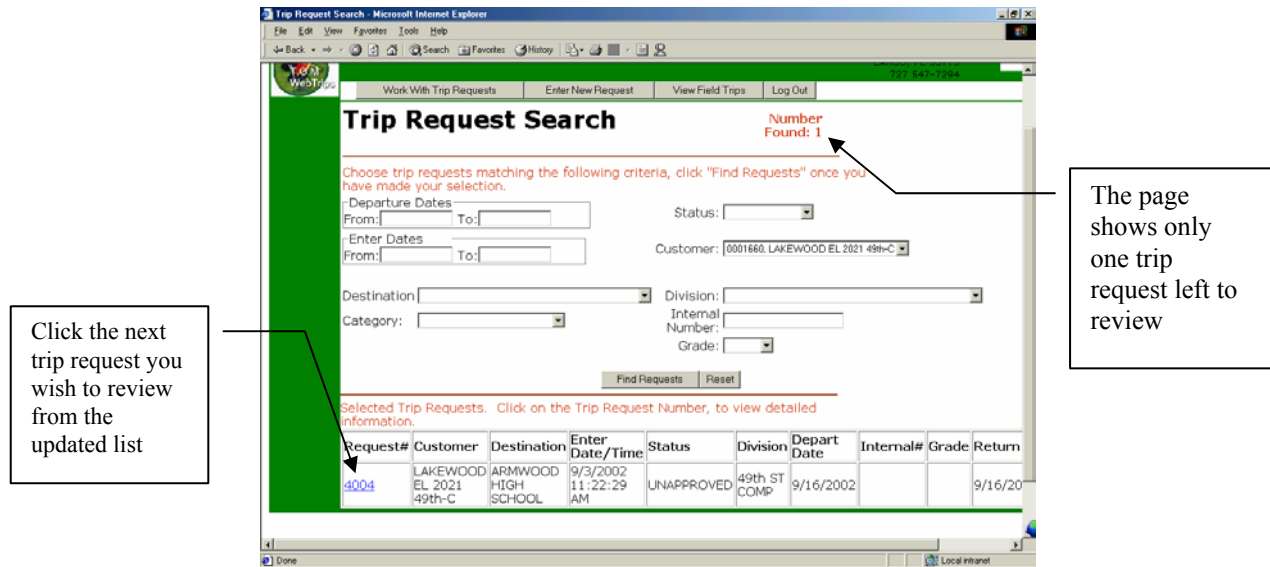 Trip Request Search - Microsoft Internet Explorer
File Edit View Favorites Tools Help
Back Search Favorites History
T.O.M
WebTrips
727 547-7294
Work With Trip Requests Enter New Request View Field Trips Log Out
Trip Request Search
Number
Found: 1
Choose trip requests matching the following criteria, click "Find Requests" once you
have made your selection.
Departure Dates
From: To:
Status:
Enter Dates
From: To:
Customer: 0001660, LAKEWOOD EL 2021 49th-C
Destination
Division:
Category:
Internal
Number:
Grade:
Find Requests Reset
Selected Trip Requests. Click on the Trip Request Number, to view detailed
information.
Request# Customer Destination Enter Date/Time Status Division Depart Date Internal# Grade Return
4004 LAKEWOOD EL 2021 49th-C ARMWOOD HIGH SCHOOL 9/3/2002 11:22:29 AM UNAPPROVED 49th ST COMP 9/16/2002 9/16/20
Done Local intranet
Click the next
trip request you
wish to review
from the
updated list
The page
shows only
one trip
request left to
review